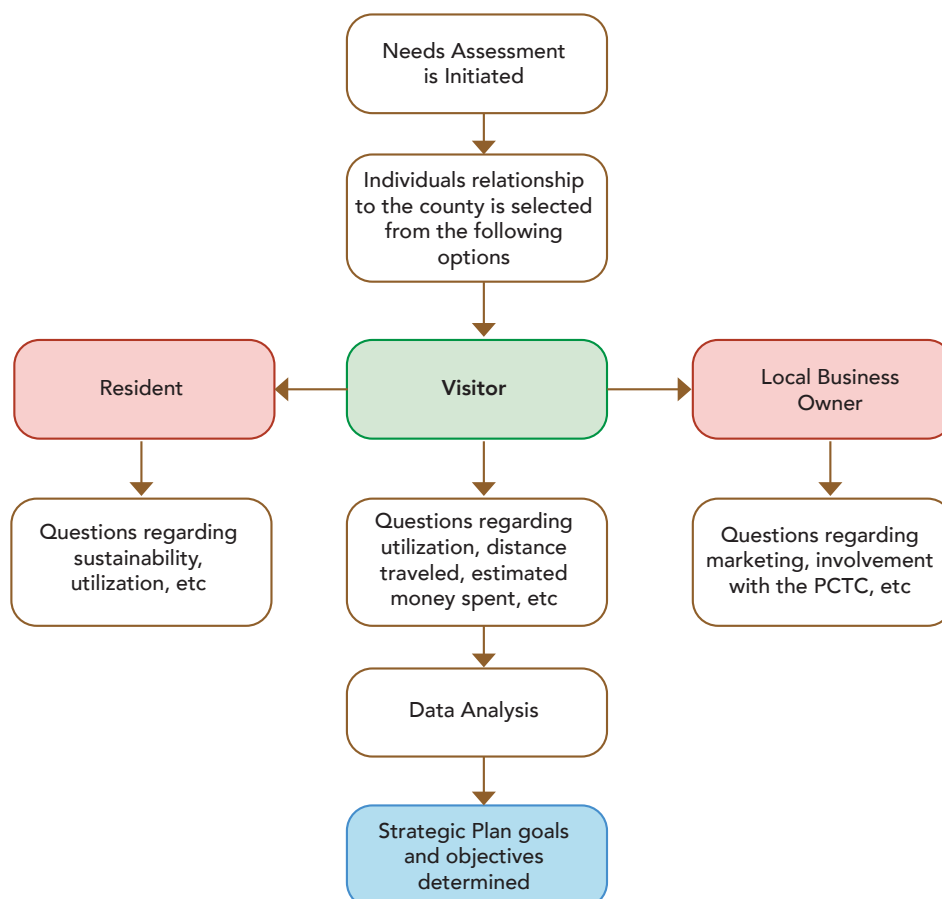 Needs Assessment
is Initiated
Individuals relationship
to the county is selected
from the following
options
Resident
Visitor
Local Business
Owner
Questions regarding
sustainability,
utilization, etc
Questions regarding
utilization, distance
traveled, estimated
money spent, etc
Questions regarding
marketing, involvement
with the PCTC, etc
Data Analysis
Strategic Plan goals
and objectives
determined